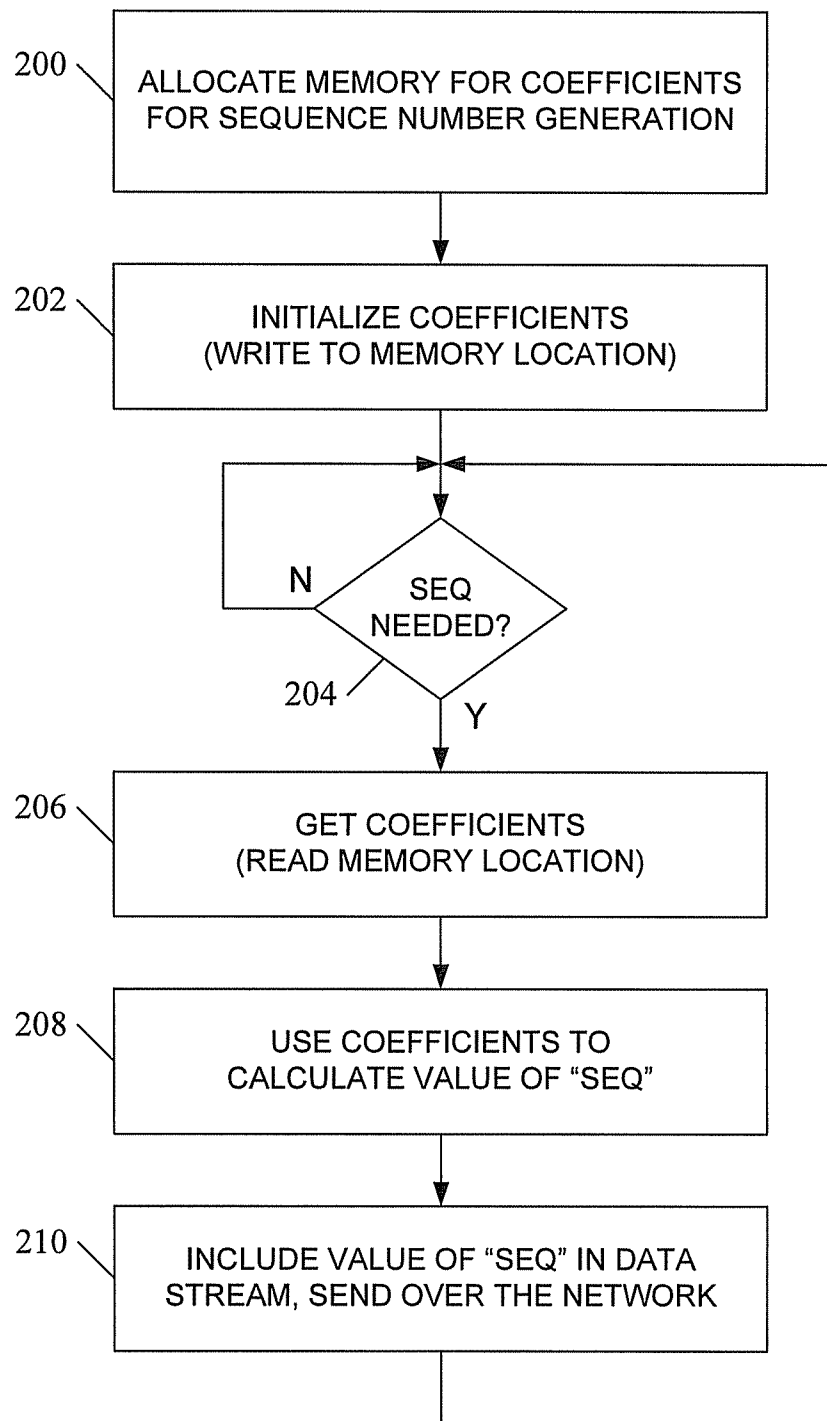 200
ALLOCATE MEMORY FOR COEFFICIENTS
FOR SEQUENCE NUMBER GENERATION
202
INITIALIZE COEFFICIENTS
(WRITE TO MEMORY LOCATION)
N
SEQ
NEEDED?
204
Y
206
GET COEFFICIENTS
(READ MEMORY LOCATION)
208
USE COEFFICIENTS TO
CALCULATE VALUE OF “SEQ”
210
INCLUDE VALUE OF “SEQ” IN DATA
STREAM, SEND OVER THE NETWORK